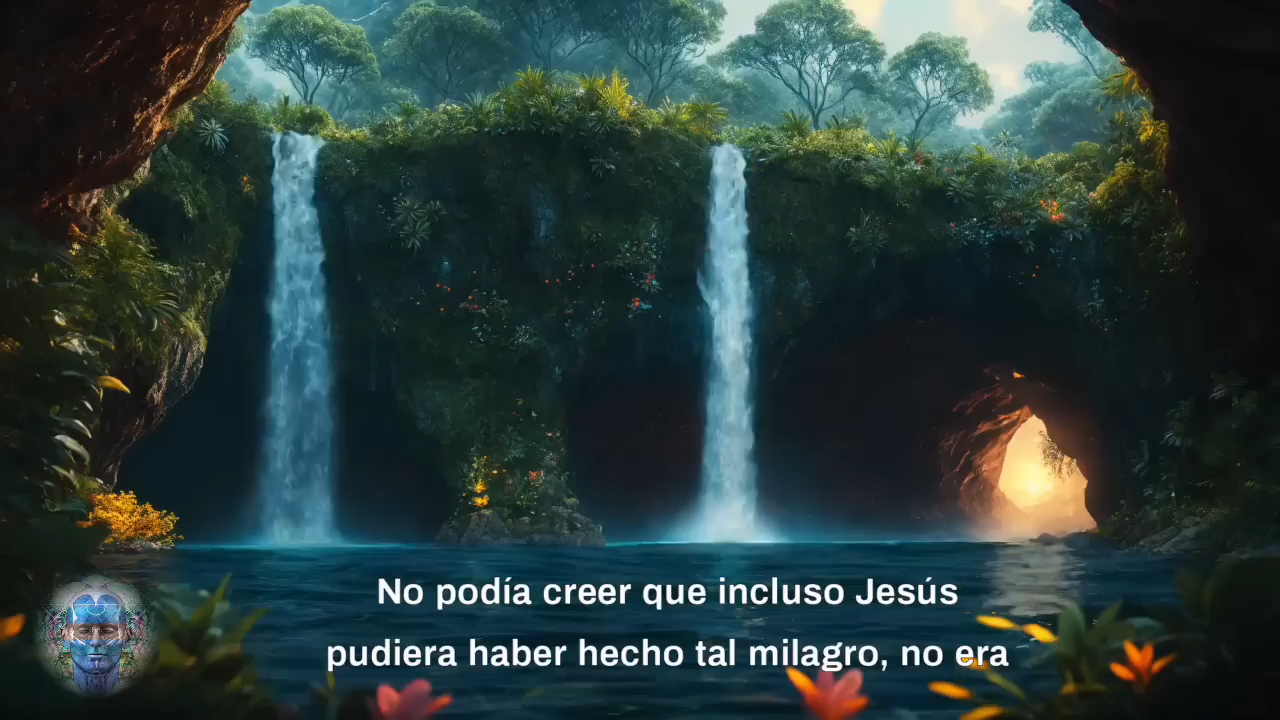 No podía creer que incluso Jesús
pudiera haber hecho tal milagro, no era